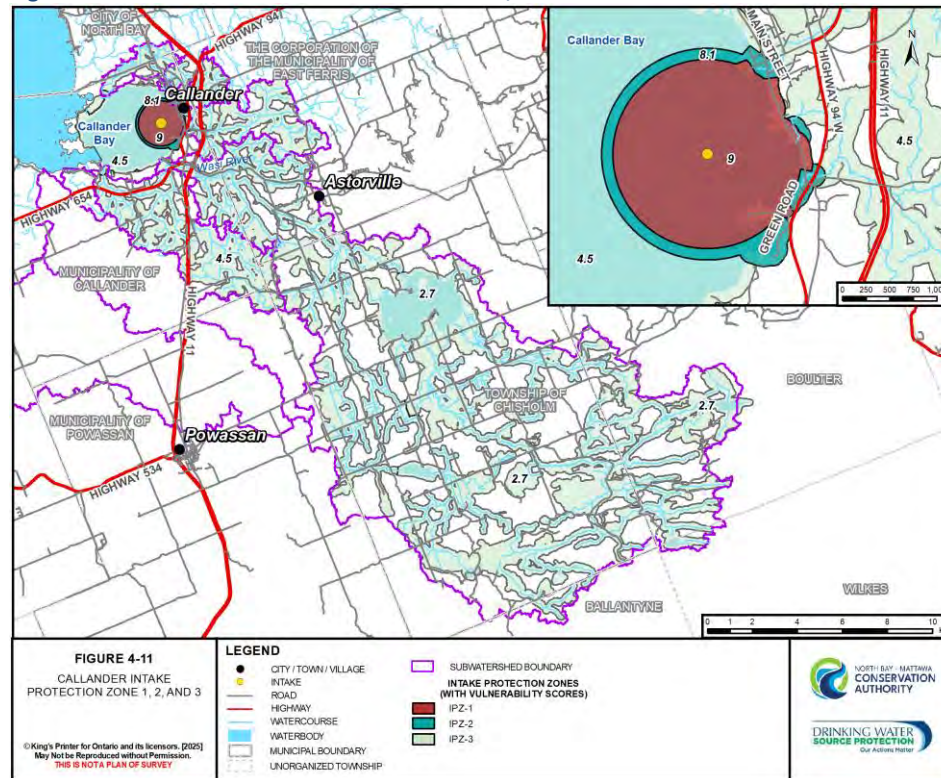 CITY OF
NORTH BAY
HIGHWAY 94
THE CORPORATION OF
THE MUNICIPALITY OF
EAST FERRIS
8.1
Callander
Callander
Bay
9
4.5
HIGHWAY 654
Astorville
4.5
MUNICIPALITY OF
CALLANDER
HIGHWAY 11
2.7
TOWNSHIP OF
CHISHOLM
BOULTER
2.7
MUNICIPALITY OF
POWASSAN
Powassan
HIGHWAY 534
2.7
BALLANTYNE
WILKES
0 1 2 4 6 8 10
Callander Bay
8.1
MAIN STREET
HIGHWAY 94 W
HIGHWAY 11
N
4.5
9
GREEN ROAD
4.5
0 250 500 750 1,00
FIGURE 4-11
CALLANDER INTAKE
PROTECTION ZONE 1, 2, AND 3
© King's Printer for Ontario and its licensors. [2025]
May Not be Reproduced without Permission.
THIS IS NOT A PLAN OF SURVEY
LEGEND
CITY / TOWN / VILLAGE
INTAKE
ROAD
HIGHWAY
WATERCOURSE
WATERBODY
MUNICIPAL BOUNDARY
UNORGANIZED TOWNSHIP
SUBWATERSHED BOUNDARY
INTAKE PROTECTION ZONES
(WITH VULNERABILITY SCORES)
IPZ-1
IPZ-2
IPZ-3
NORTH BAY - MATTAWA
CONSERVATION
AUTHORITY
DRINKING WATER
SOURCE PROTECTION
Our Actions Matter